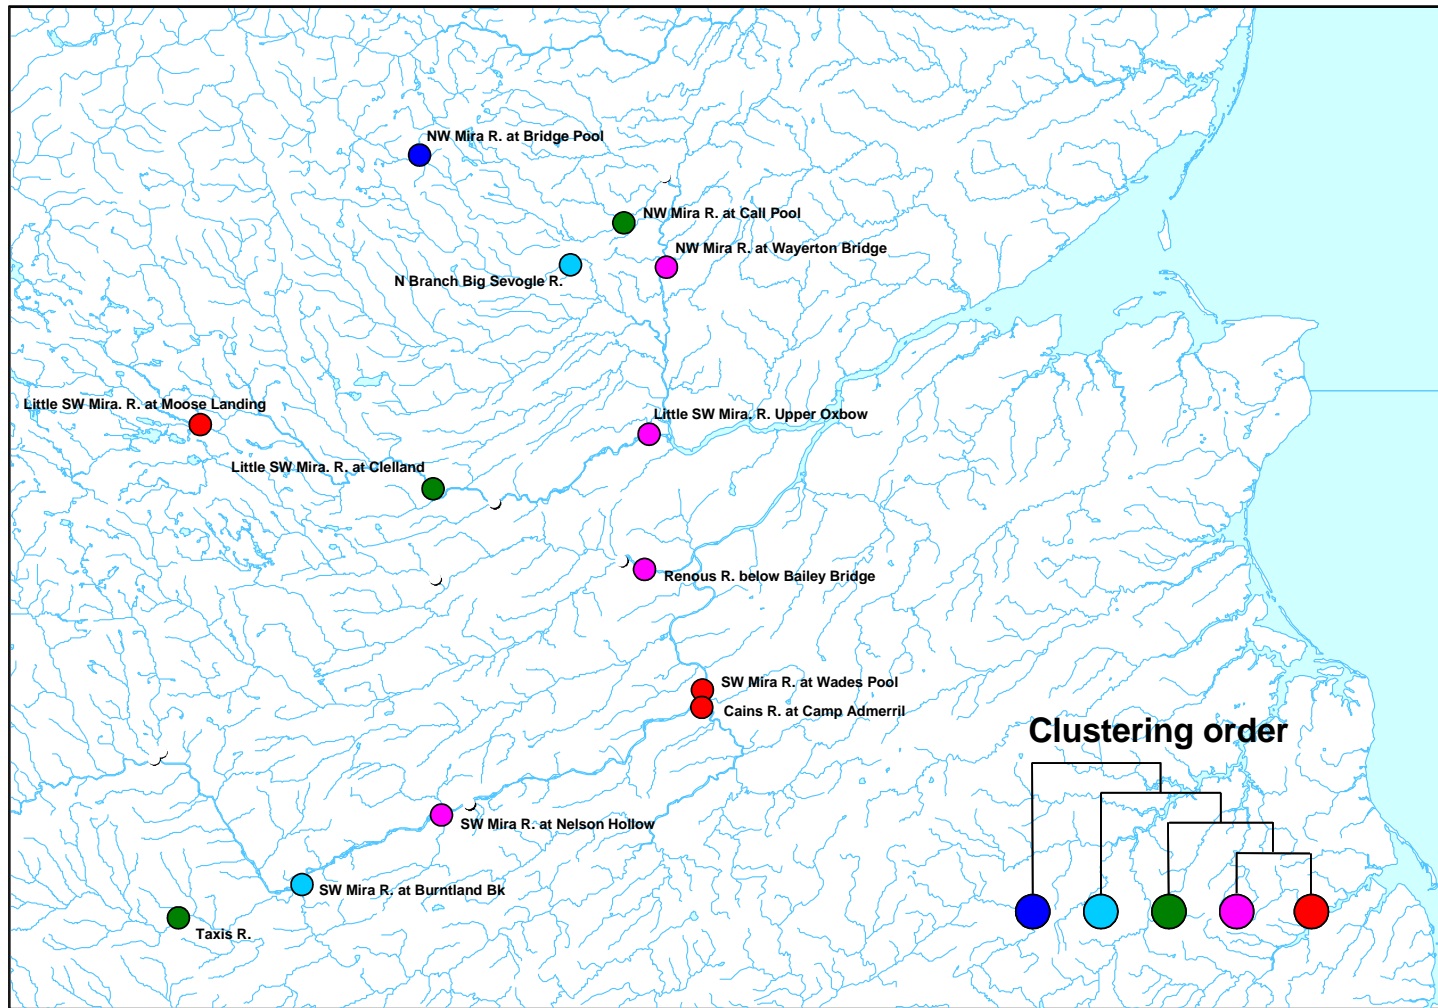 NW Mira R. at Bridge Pool
NW Mira R. at Call Pool
NW Mira R. at Wayerton Bridge
N Branch Big Sevogle R.
Little SW Mira. R. at Moose Landing
Little SW Mira. R. Upper Oxbow
Little SW Mira. R. at Clelland
Renous R. below Bailey Bridge
SW Mira R. at Wades Pool
Cains R. at Camp Admerril
Clustering order
SW Mira R. at Nelson Hollow
SW Mira R. at Burntland Bk
Taxis R.